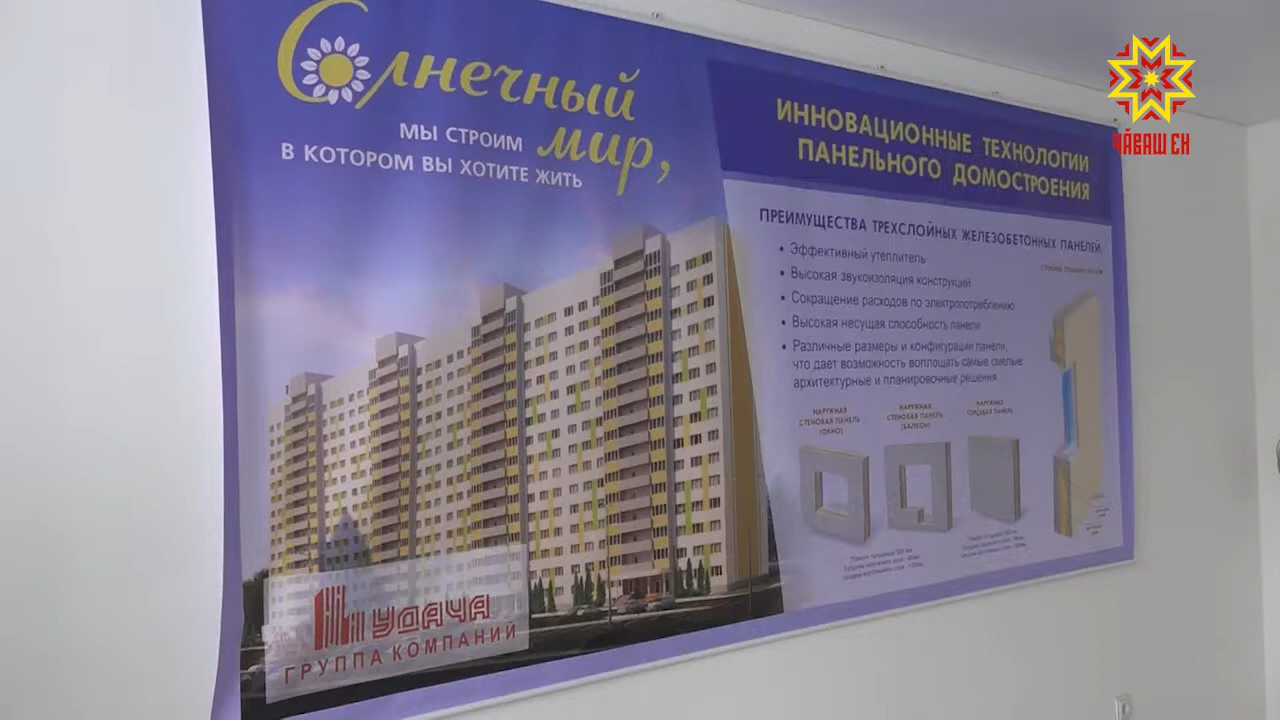 Солнечный
мы строим мир,
в котором вы хотите жить
ИННОВАЦИОННЫЕ ТЕХНОЛОГИИ
ПАНЕЛЬНОГО ДОМОСТРОЕНИЯ
ПРЕИМУЩЕСТВА ТРЕХСЛОЙНЫХ ЖЕЛЕЗОБЕТОННЫХ ПАНЕЛЕЙ:
• Эффективный утеплитель
• Высокая звукоизоляция конструкций
• Сокращение расходов по электропотреблению
• Высокая несущая способность панели
• Различные размеры и конфигурации панели,
что дает возможность воплощать самые смелые
архитектурные и планировочные решения
НАРУЖНАЯ
СТЕНОВАЯ ПАНЕЛЬ
(ОКНО)
НАРУЖНАЯ
СТЕНОВАЯ ПАНЕЛЬ
(БАЛКОН)
НАРУЖНАЯ
ТОРЦЕВАЯ ПАНЕЛЬ
УДАЧА
ГРУППА КОМПАНИЙ
ЧӐВАШ ЕН